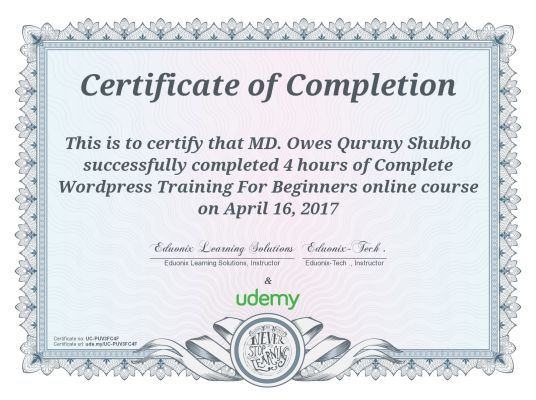 Certificate of Completion
This is to certify that MD. Owes Quruny Shubho
successfully completed 4 hours of Complete
Wordpress Training For Beginners online course
on April 16, 2017
Eduonix Learning Solutions Eduonix-Tech .
Eduonix Learning Solutions, Instructor Eduonix-Tech ., Instructor
&
udemy
Certificate no: UC-PUV3FC4F
Certificate url: ude.my/UC-PUV3FC4F
NEVER
STOP
LEARNING